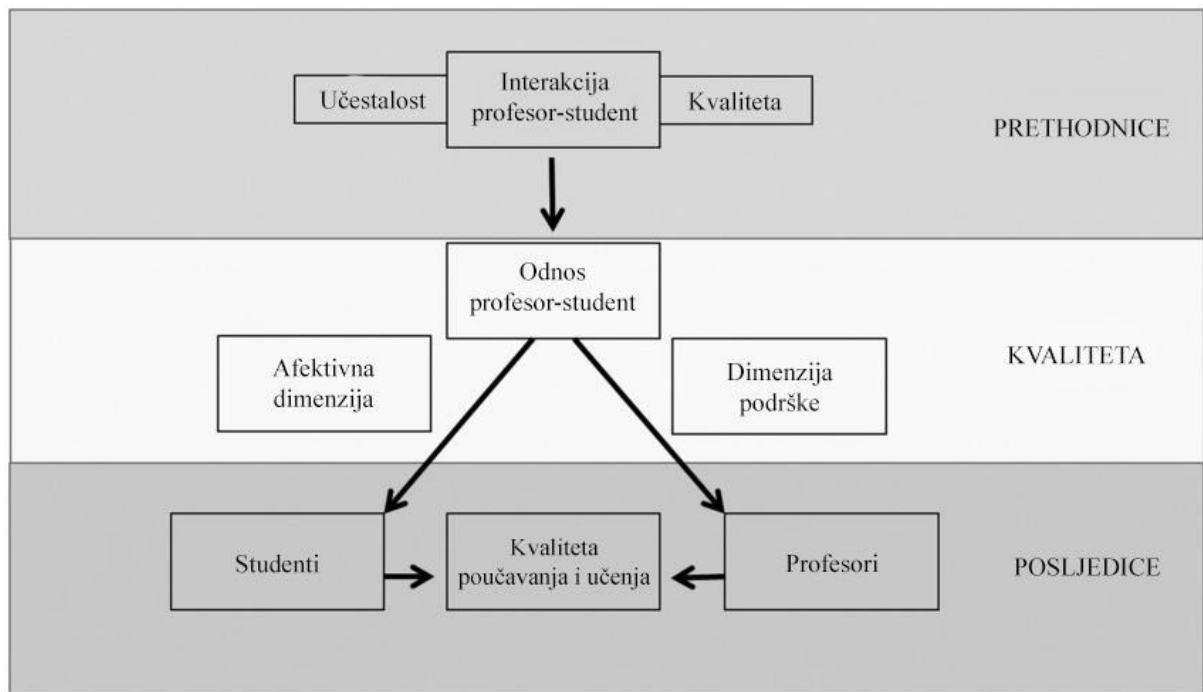 Učestalost
Interakcija
profesor-student
Kvaliteta
PRETHODNICE
Odnos
profesor-student
Afektivna
dimenzija
Dimenzija
podrške
KVALITETA
Studenti
Kvaliteta
poučavanja i učenja
Profesori
POSLJEDICE